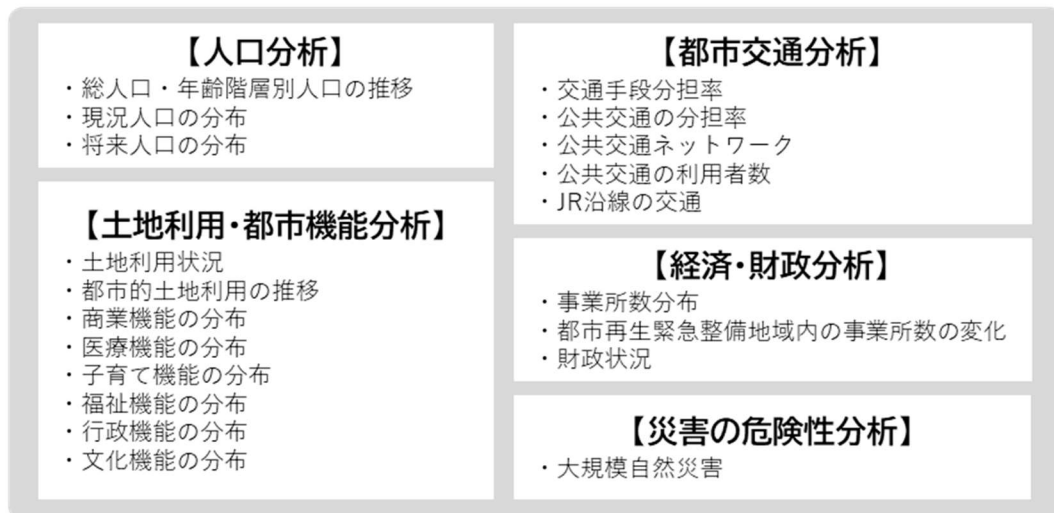 【人口分析】
・総人口・年齢階層別人口の推移
・現況人口の分布
・将来人口の分布
【土地利用・都市機能分析】
・土地利用状況
・都市的土地利用の推移
・商業機能の分布
・医療機能の分布
・子育て機能の分布
・福祉機能の分布
・行政機能の分布
・文化機能の分布
【都市交通分析】
・交通手段分担率
・公共交通の分担率
・公共交通ネットワーク
・公共交通の利用者数
・JR沿線の交通
【経済・財政分析】
・事業所数分布
・都市再生緊急整備地域内の事業所数の変化
・財政状況
【災害の危険性分析】
・大規模自然災害